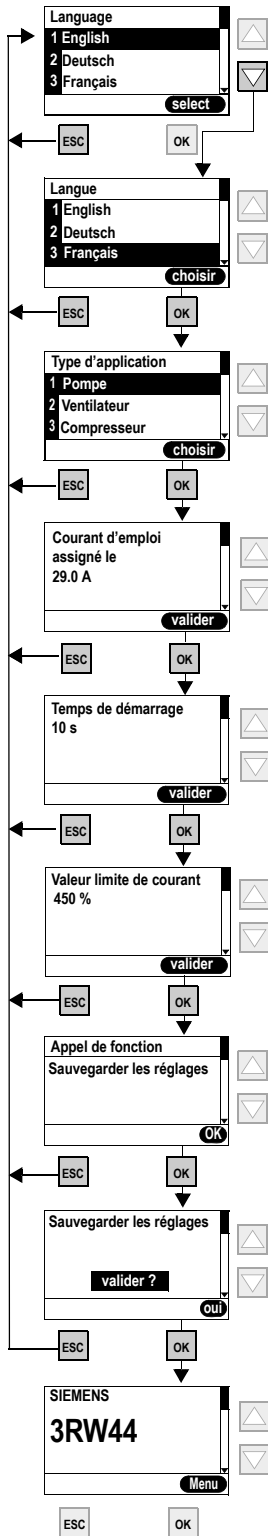 Language
1 English
2 Deutsch
3 Français
select
ESC OK
Langue
1 English
2 Deutsch
3 Français
choisir
ESC OK
Type d'application
1 Pompe
2 Ventilateur
3 Compresseur
choisir
ESC OK
Courant d'emploi
assigné le
29.0 A
valider
ESC OK
Temps de démarrage
10 s
valider
ESC OK
Valeur limite de courant
450 %
valider
ESC OK
Appel de fonction
Sauvegarder les réglages
OK
ESC OK
Sauvegarder les réglages
valider ?
oui
ESC OK
SIEMENS
3RW44
Menu
ESC OK